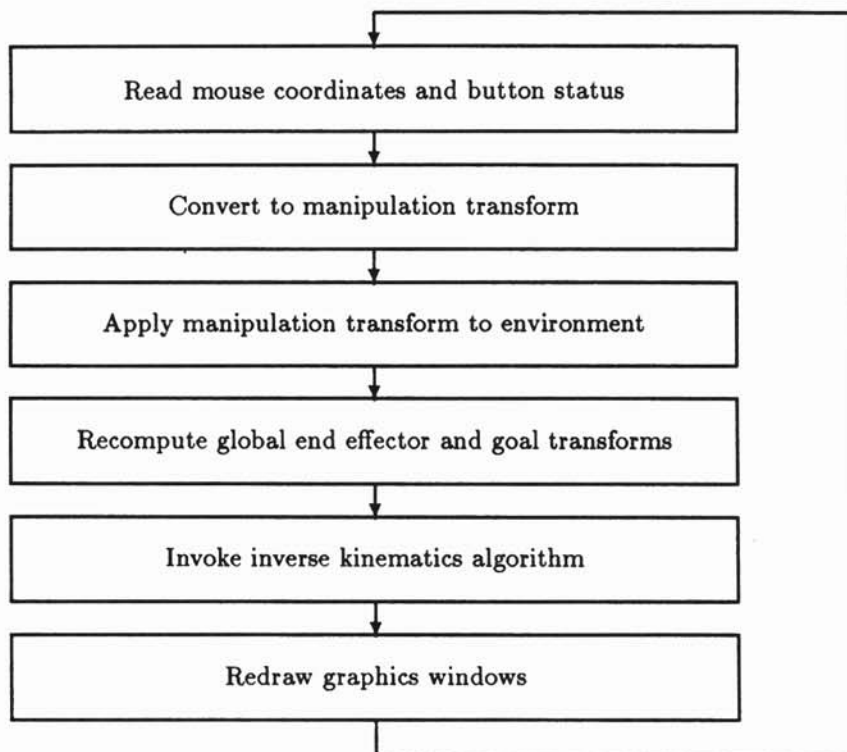 Read mouse coordinates and button status
Convert to manipulation transform
Apply manipulation transform to environment
Recompute global end effector and goal transforms
Invoke inverse kinematics algorithm
Redraw graphics windows